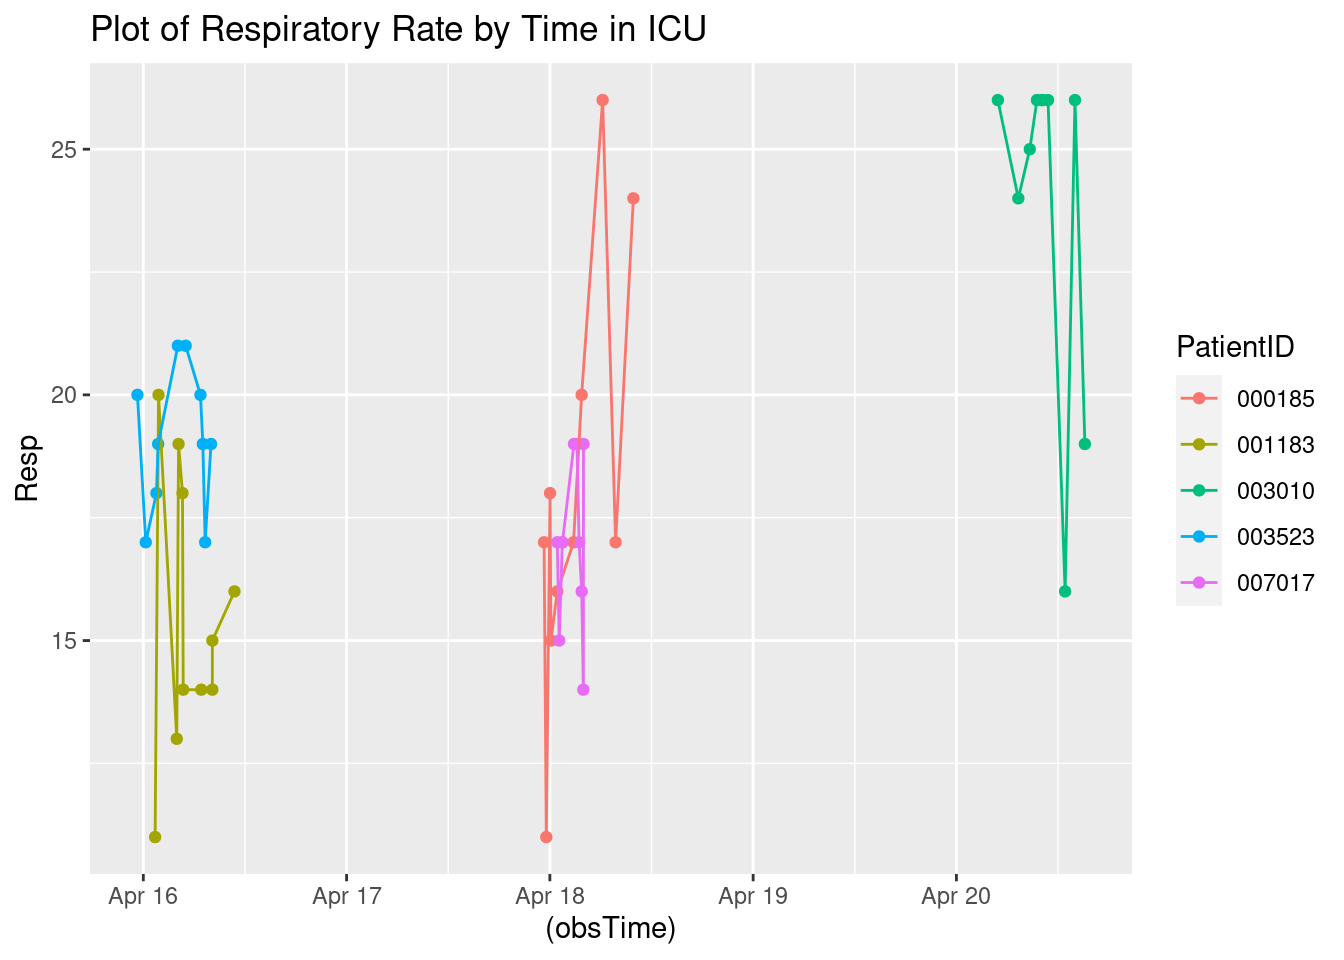 Plot of Respiratory Rate by Time in ICU
25
20
15
Resp
Apr 16
Apr 17
Apr 18
Apr 19
Apr 20
(obsTime)
PatientID
000185
001183
003010
003523
007017